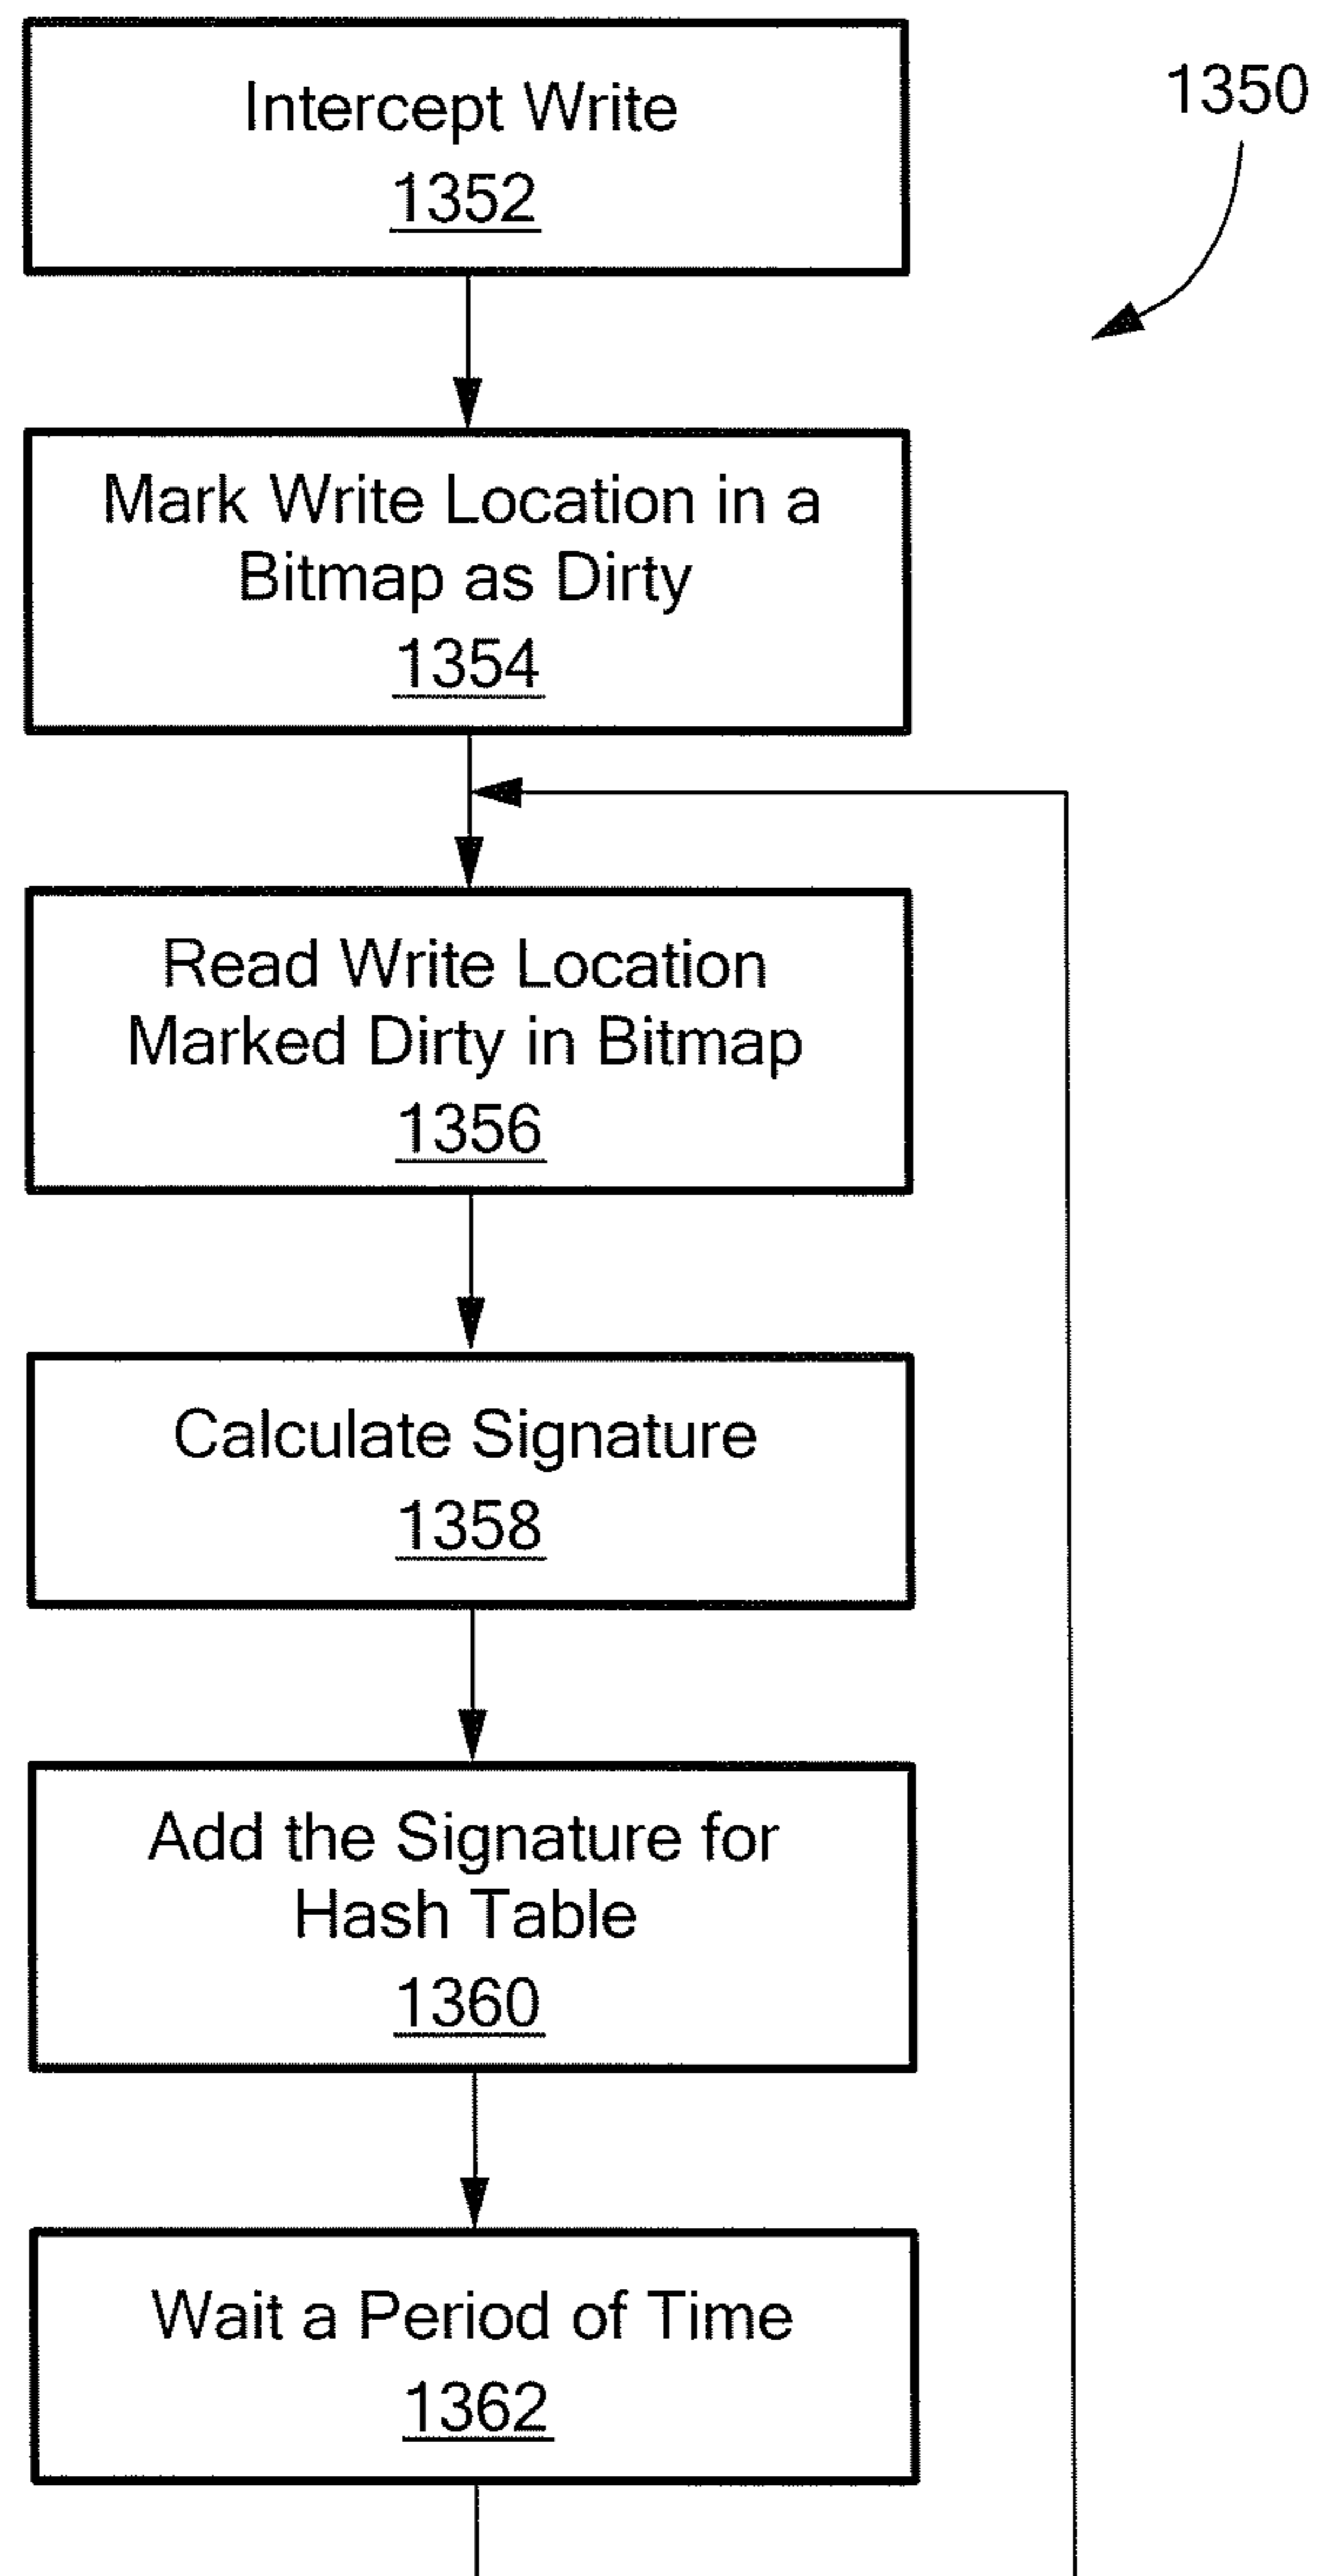 Intercept Write
1352
1350
Mark Write Location in a
Bitmap as Dirty
1354
Read Write Location
Marked Dirty in Bitmap
1356
Calculate Signature
1358
Add the Signature for
Hash Table
1360
Wait a Period of Time
1362